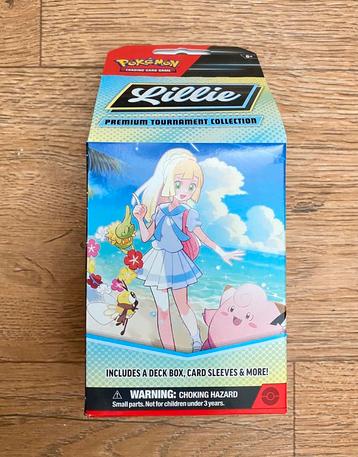 POKéMON
TRADING CARD GAME
6+
Lillie
PREMIUM TOURNAMENT COLLECTION
INCLUDES A DECK BOX, CARD SLEEVES & MORE!
WARNING: CHOKING HAZARD
Small parts. Not for children under 3 years.